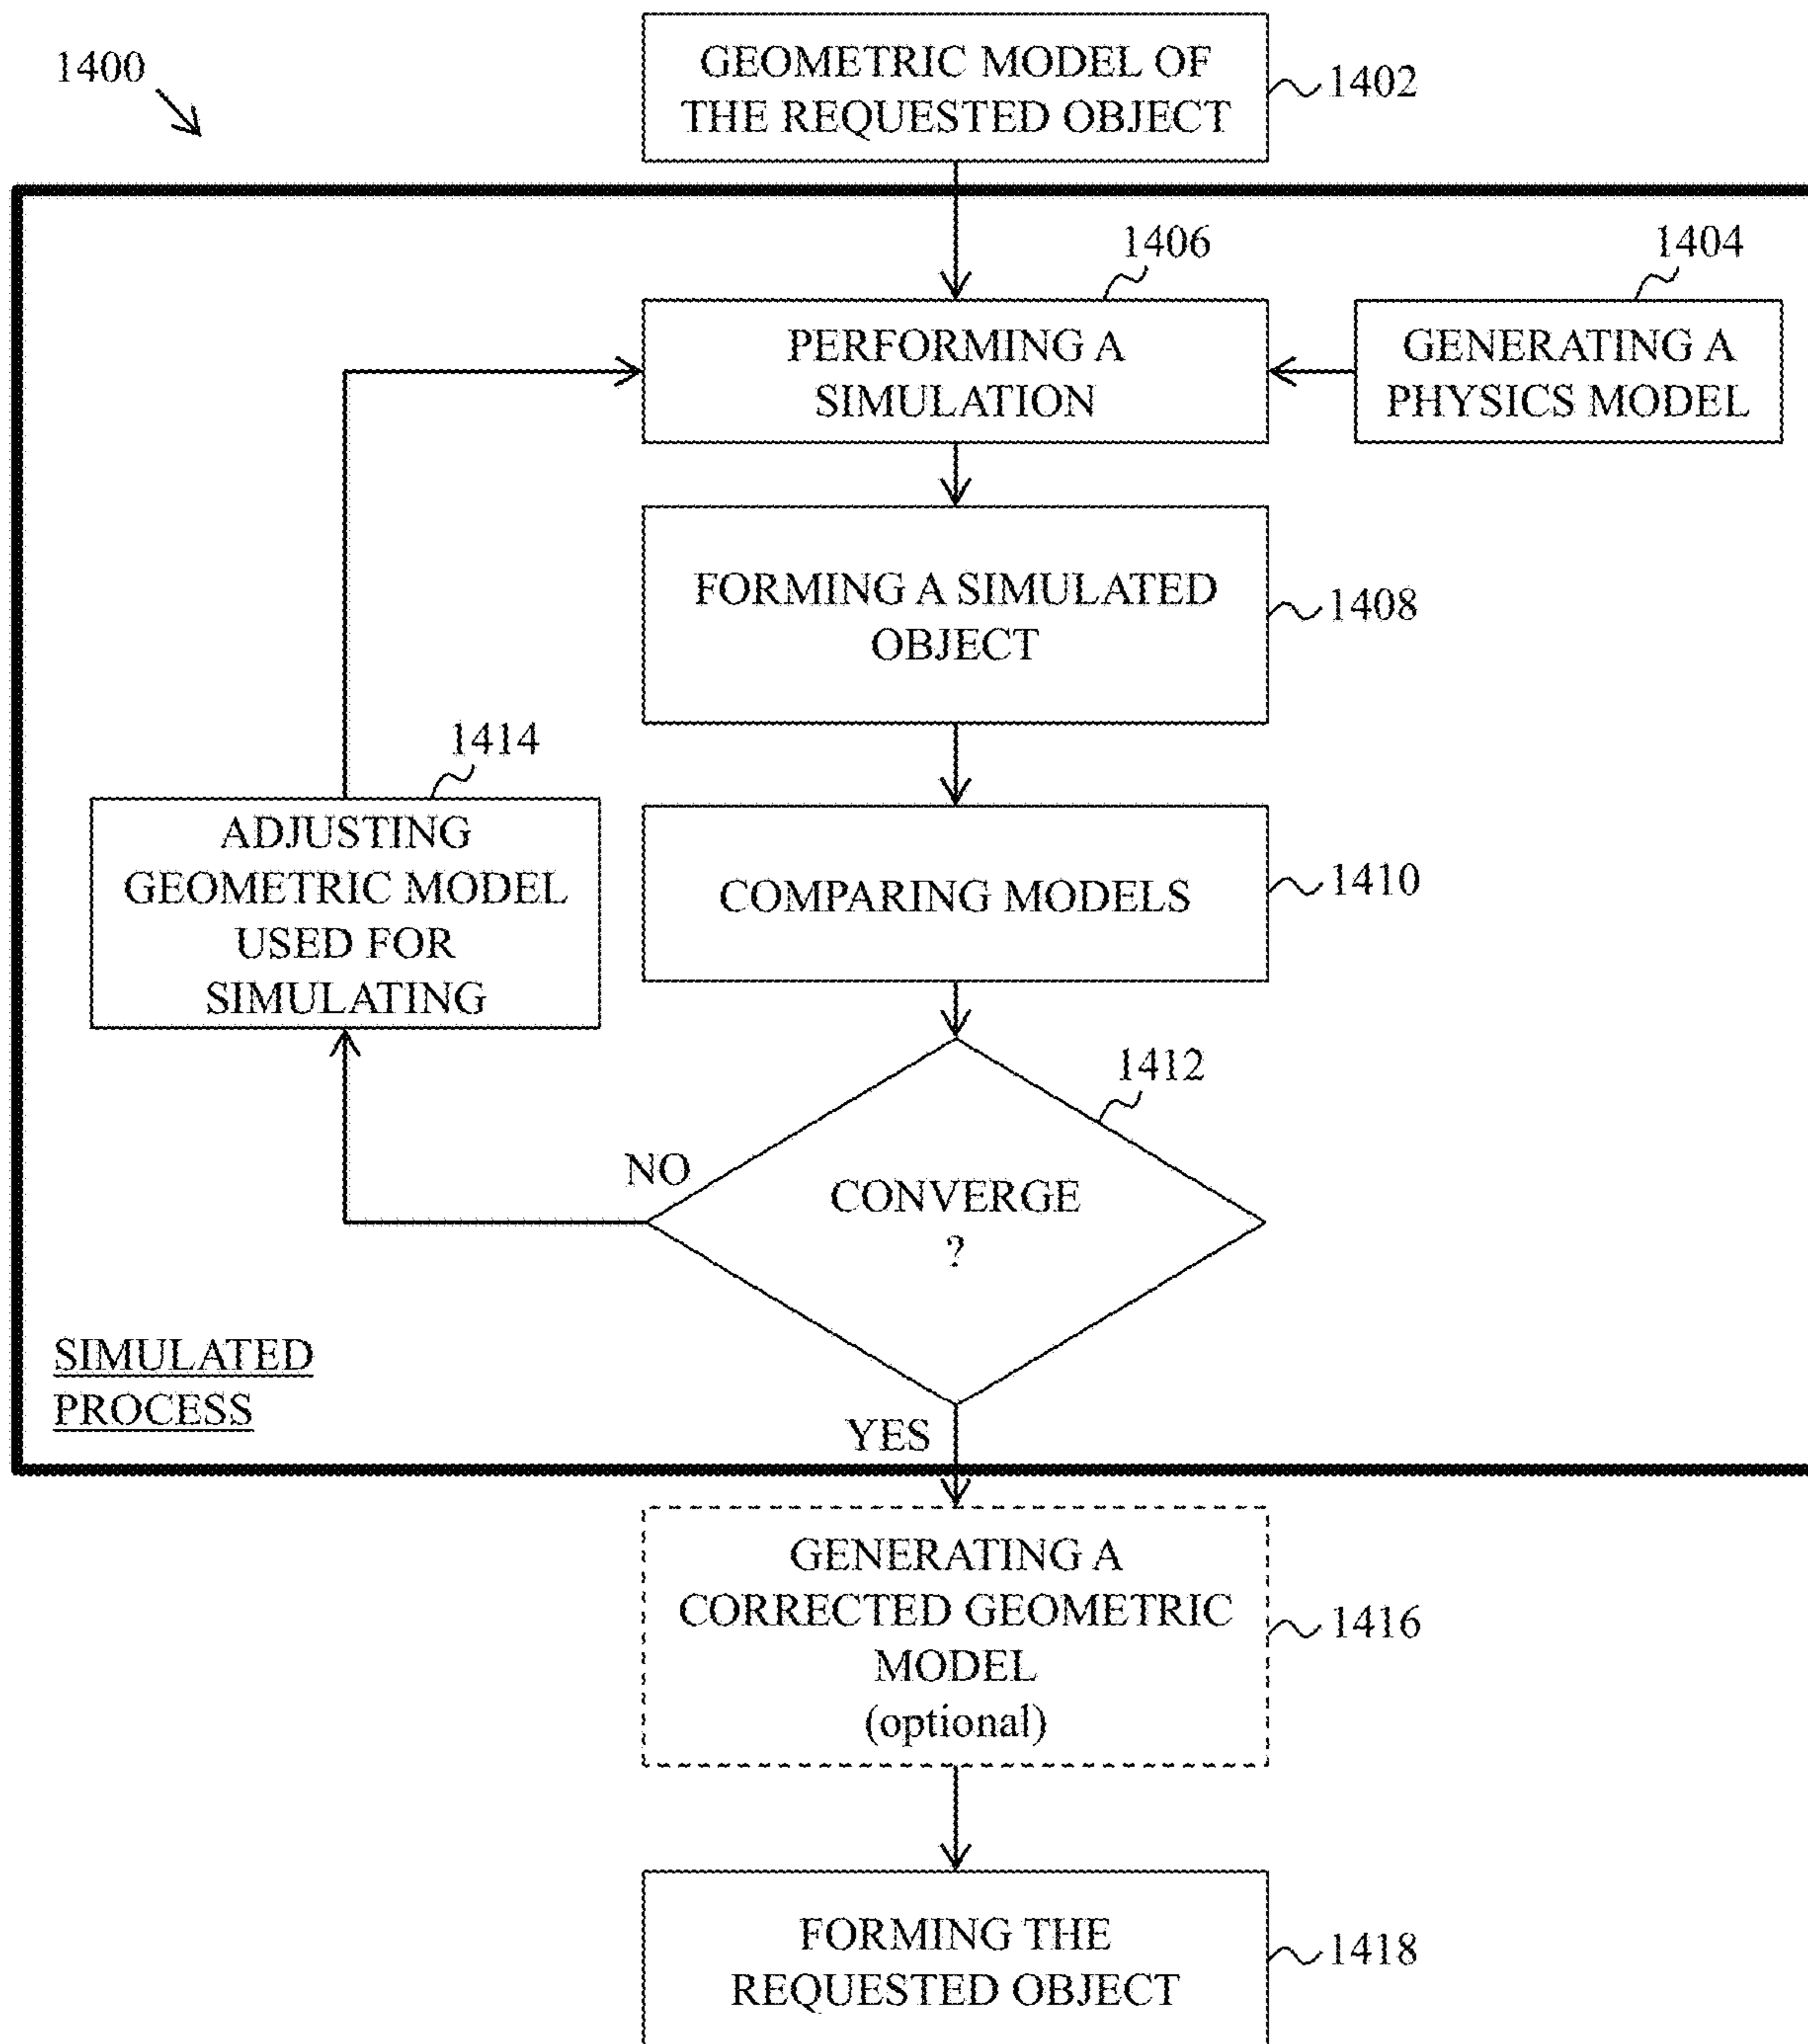 1400
GEOMETRIC MODEL OF
THE REQUESTED OBJECT
1402
1406
1404
PERFORMING A
SIMULATION
GENERATING A
PHYSICS MODEL
FORMING A SIMULATED
OBJECT
1408
1414
ADJUSTING
GEOMETRIC MODEL
USED FOR
SIMULATING
COMPARING MODELS
1410
1412
NO
CONVERGE
?
SIMULATED
PROCESS
YES
GENERATING A
CORRECTED GEOMETRIC
MODEL
(optional)
1416
FORMING THE
REQUESTED OBJECT
1418